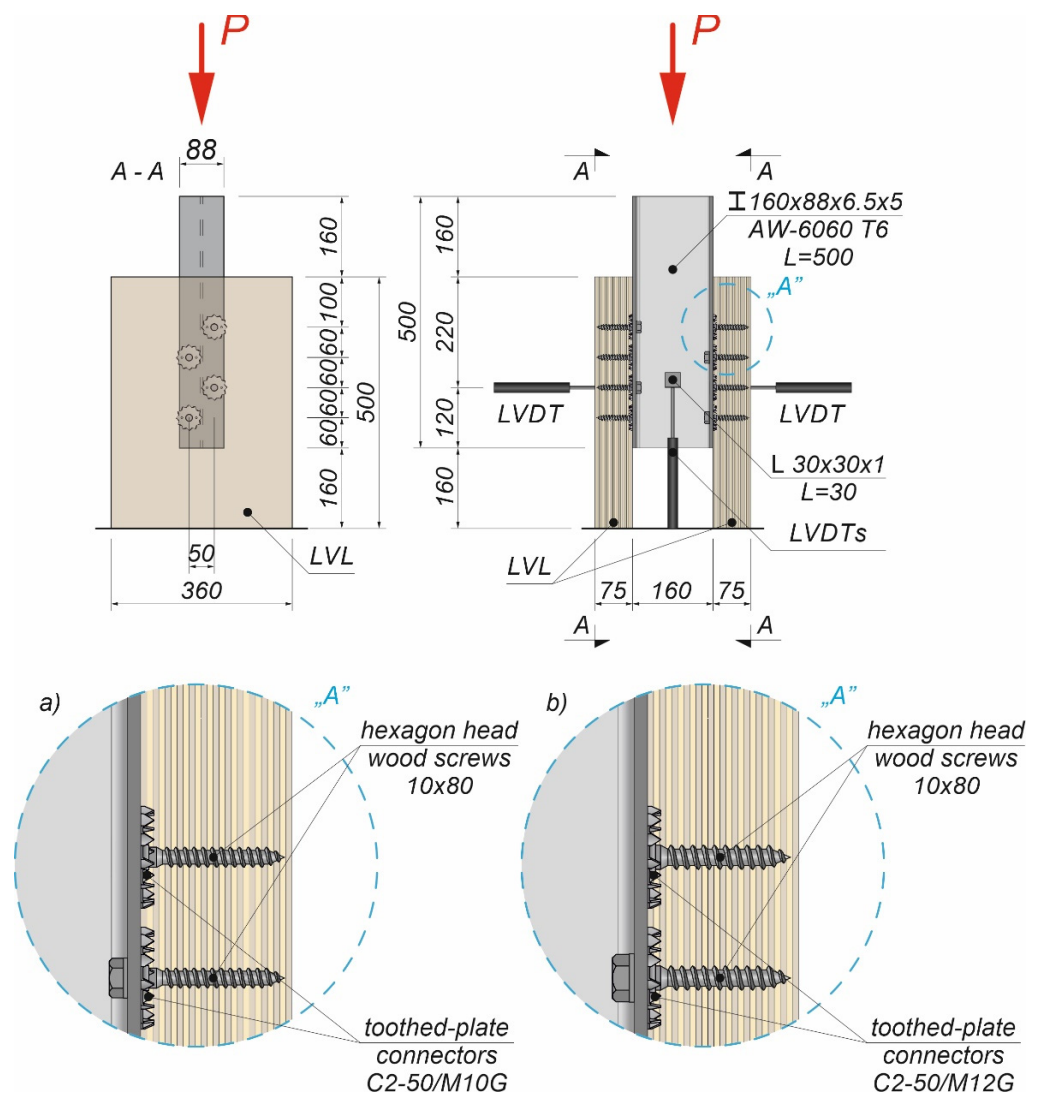 P
P
A - A
88
A
A
160x88x6.5x5
AW-6060 T6
L=500
160
100
60
60
60
60
160
500
500
160
220
120
160
„A”
LVDT
LVDT
L 30x30x1
L=30
LVDTs
LVL
LVL
50
360
75
160
75
A
A
a)
„A”
hexagon head
wood screws
10x80
toothed-plate
connectors
C2-50/M10G
b)
„A”
hexagon head
wood screws
10x80
toothed-plate
connectors
C2-50/M12G